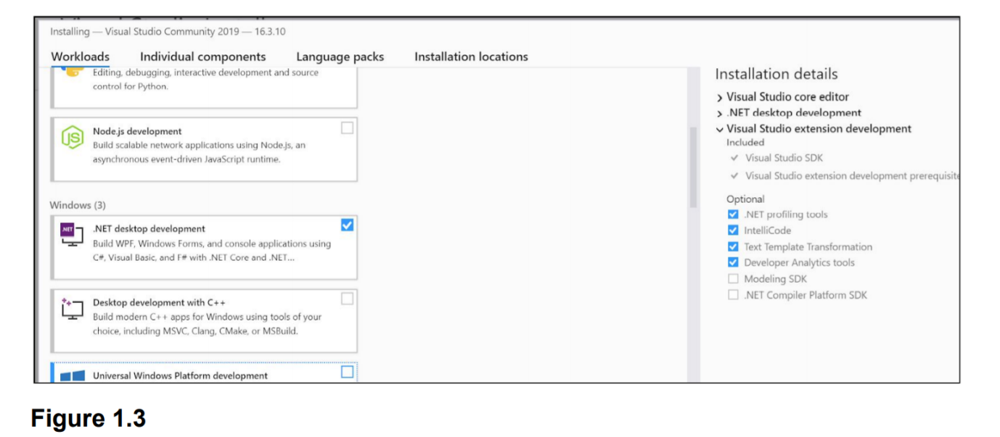 Installing — Visual Studio Community 2019 — 16.3.10
Workloads Individual components Language packs Installation locations
Editing, debugging, interactive development and source
control for Python.
Node.js development
Build scalable network applications using Node.js, an
asynchronous event-driven JavaScript runtime.
Windows (3)
.NET desktop development
Build WPF, Windows Forms, and console applications using
C#, Visual Basic, and F# with .NET Core and .NET...
Desktop development with C++
Build modern C++ apps for Windows using tools of your
choice, including MSVC, Clang, CMake, or MSBuild.
Universal Windows Platform development
Installation details
Visual Studio core editor
.NET desktop development
Visual Studio extension development
Included
Visual Studio SDK
Visual Studio extension development prerequisite
Optional
.NET profiling tools
IntelliCode
Text Template Transformation
Developer Analytics tools
Modeling SDK
.NET Compiler Platform SDK
Figure 1.3